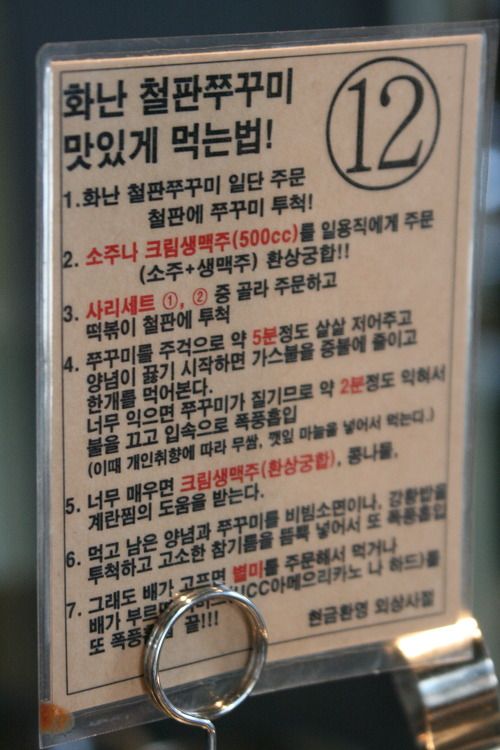 화난 철판쭈꾸미
맛있게 먹는법!
12
1.화난 철판쭈꾸미 일단 주문
철판에 쭈꾸미 투척!
2. 소주나 크림생맥주(500cc)를 일용직에게 주문
(소주+생맥주) 환상궁합!!
3. 사리세트 ①, ② 중 골라 주문하고
떡볶이 철판에 투척
4. 쭈꾸미를 주걱으로 약 5분정도 살살 저어주고
양념이 끓기 시작하면 가스불을 중불에 줄이고
한개를 먹어본다.
너무 익으면 쭈꾸미가 질기므로 약 2분정도 익혀서
불을 끄고 입속으로 폭풍흡입
(이때 개인취향에 따라 무쌈, 깻잎 마늘을 넣어서 먹는다.)
5. 너무 매우면 크림생맥주(환상궁합), 콩나물,
계란찜의 도움을 받는다.
6. 먹고 남은 양념과 쭈꾸미를 비빔소면이나, 강황밥을
투척하고 고소한 참기름을 듬뿍 넣어서 또 폭풍흡입
7. 그래도 배가 고프면 별미를 주문해서 먹거나
배가 부르면 UCC아메으리카노 나 하드)를
또 폭풍흡입 끝!!!
현금환영 외상사절